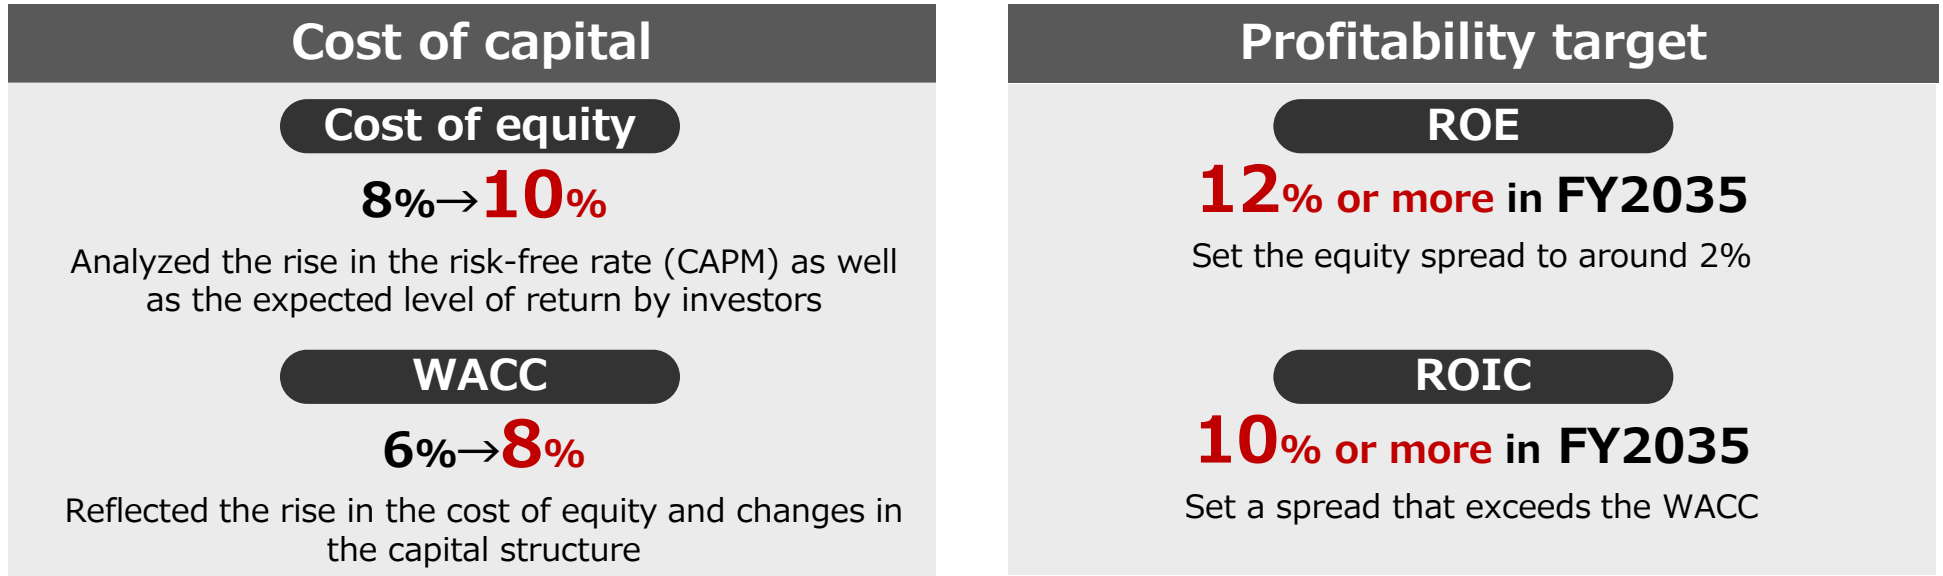 Cost of capital
Cost of equity
8%→10%
Analyzed the rise in the risk-free rate (CAPM) as well
as the expected level of return by investors
WACC
6%→8%
Reflected the rise in the cost of equity and changes in
the capital structure
Profitability target
ROE
12% or more in FY2035
Set the equity spread to around 2%
ROIC
10% or more in FY2035
Set a spread that exceeds the WACC